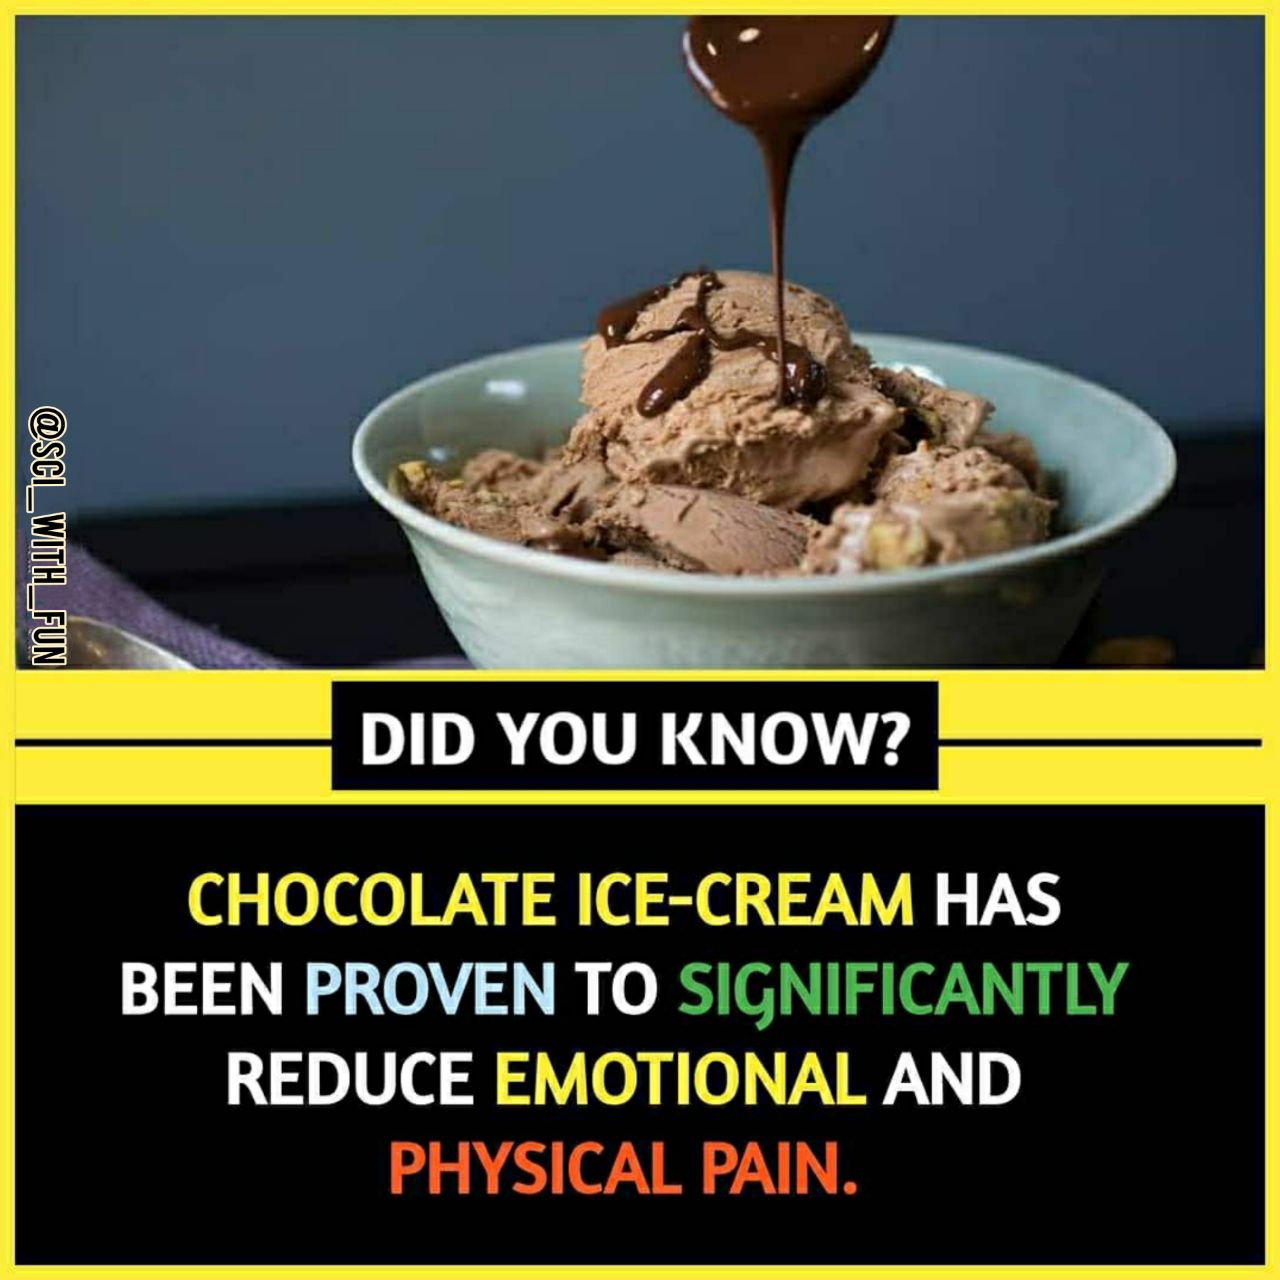 @SCI_WITH_FUN
DID YOU KNOW?
CHOCOLATE ICE-CREAM HAS
BEEN PROVEN TO SIGNIFICANTLY
REDUCE EMOTIONAL AND
PHYSICAL PAIN.